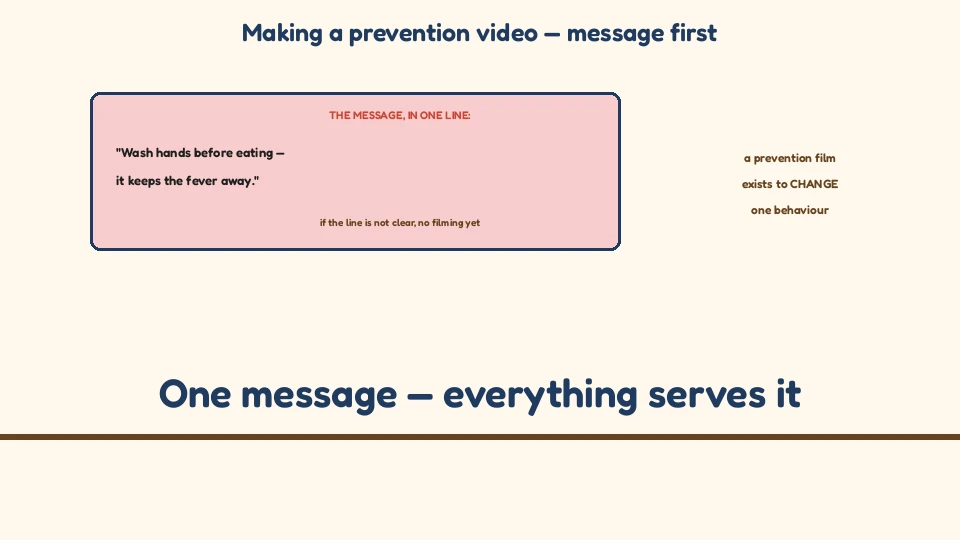 Making a prevention video — message first
THE MESSAGE, IN ONE LINE:
"Wash hands before eating —
it keeps the fever away."
if the line is not clear, no filming yet
a prevention film
exists to CHANGE
one behaviour
One message — everything serves it